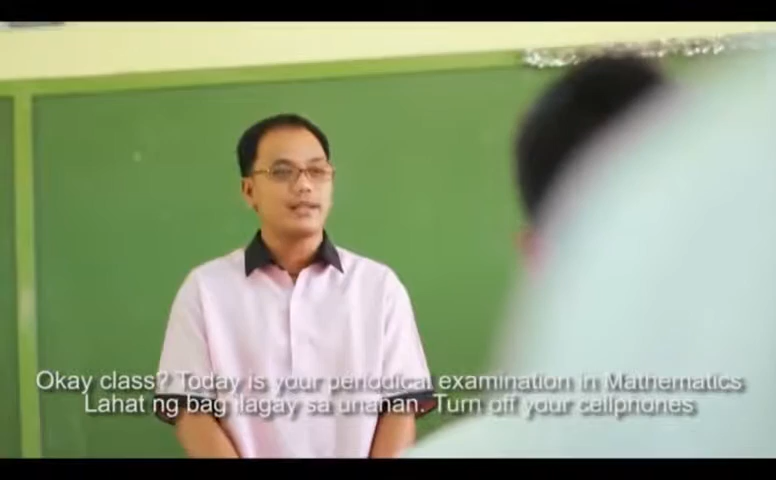 Okay class? Today is your periodical examination in Mathematics
Lahat ng bag ilagay sa unahan. Turn off your cellphones